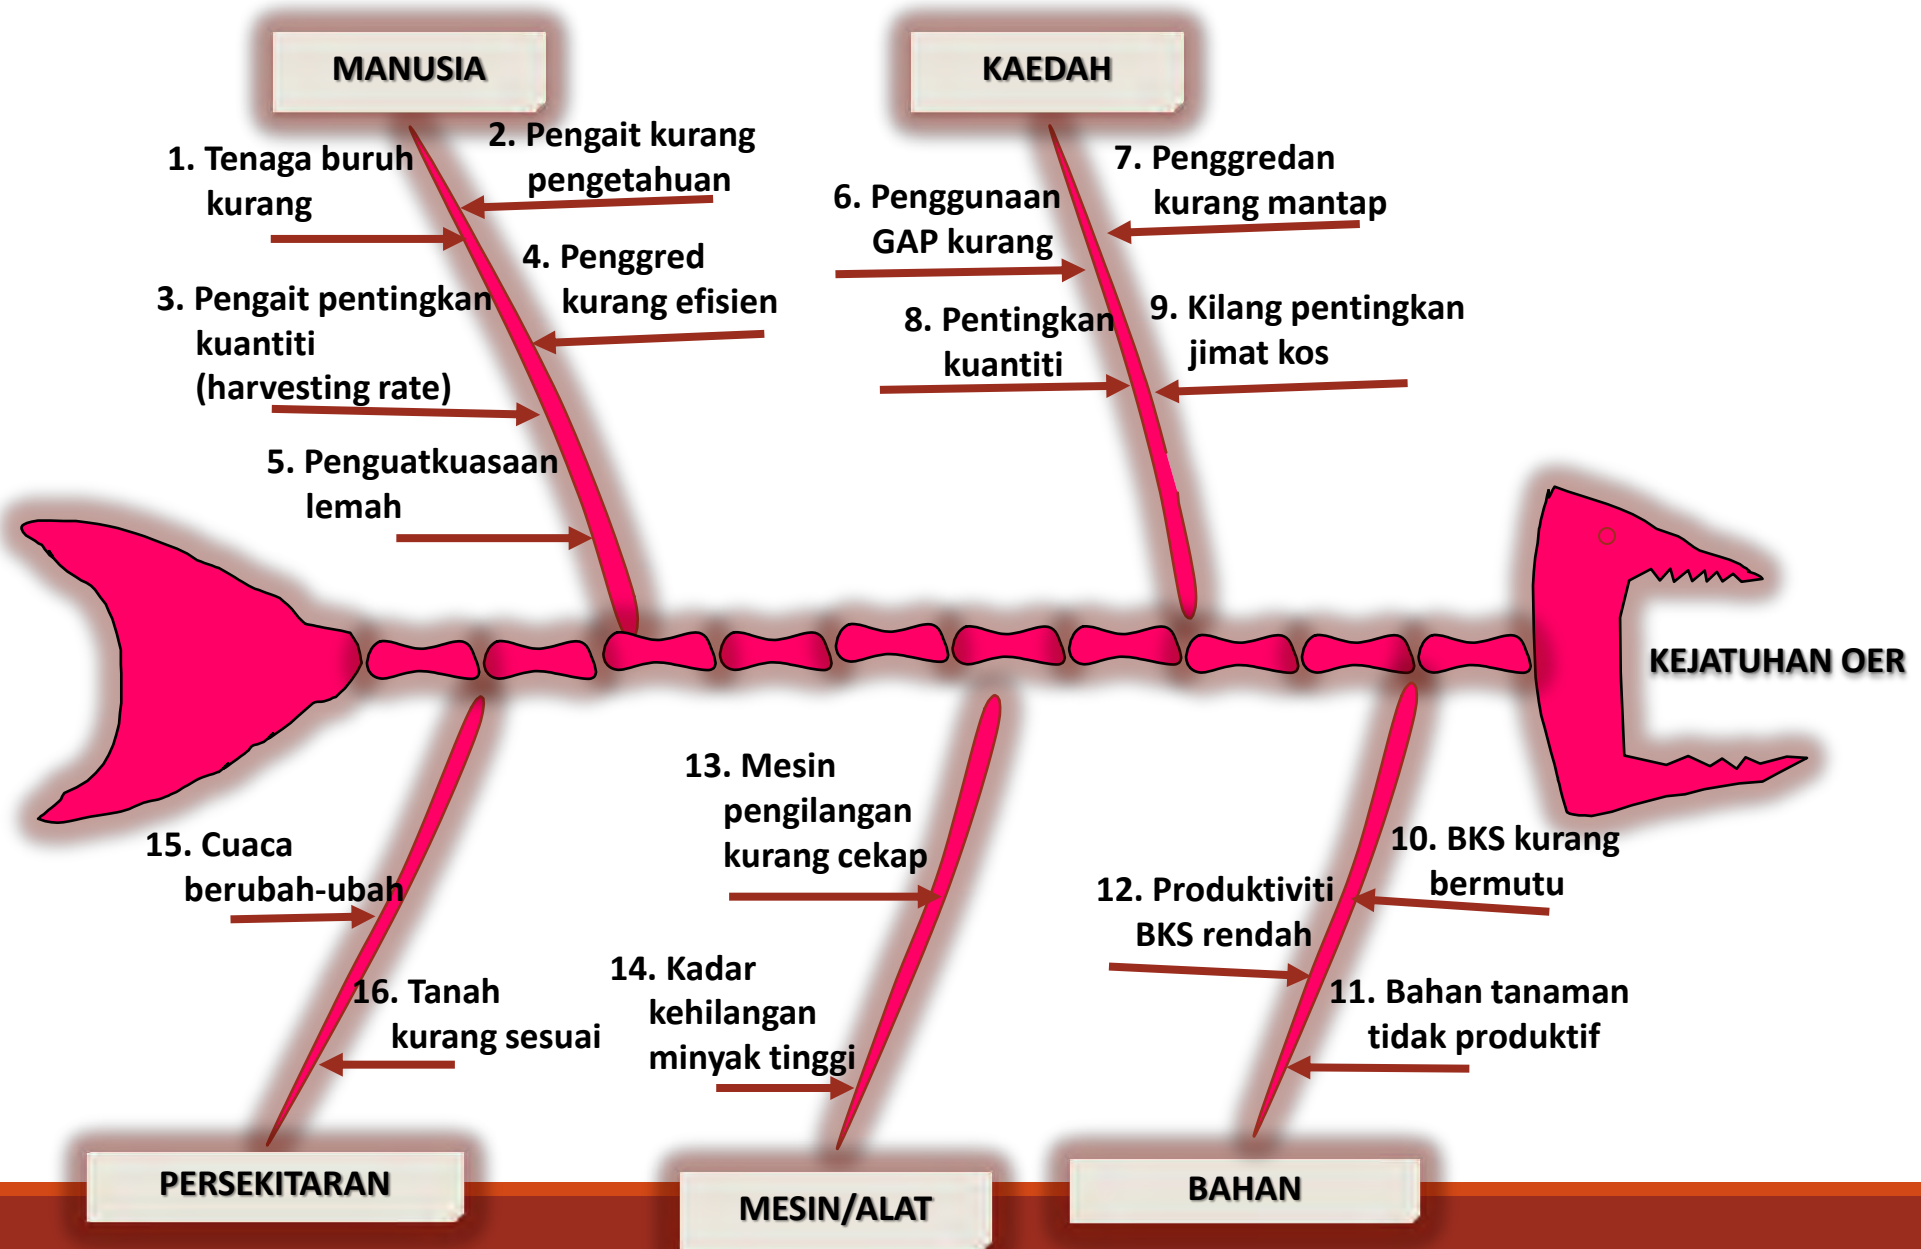 MANUSIA
1. Tenaga buruh
kurang
2. Pengait kurang
pengetahuan
3. Pengait pentingkan
kuantiti
(harvesting rate)
4. Penggred
kurang efisien
5. Penguatkuasaan
lemah
KAEDAH
6. Penggunaan
GAP kurang
7. Penggredan
kurang mantap
8. Pentingkan
kuantiti
9. Kilang pentingkan
jimat kos
KEJATUHAN OER
10. BKS kurang
bermutu
11. Bahan tanaman
tidak produktif
12. Produktiviti
BKS rendah
BAHAN
13. Mesin
pengilangan
kurang cekap
14. Kadar
kehilangan
minyak tinggi
MESIN/ALAT
15. Cuaca
berubah-ubah
16. Tanah
kurang sesuai
PERSEKITARAN